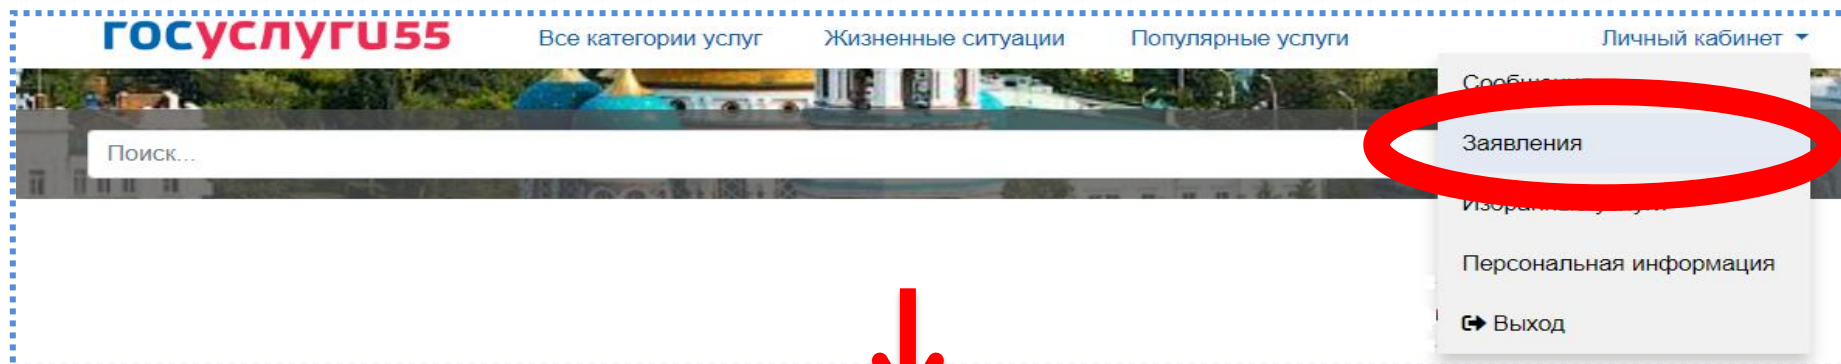 госуслуги55 Все категории услуг Жизненные ситуации Популярные услуги Личный кабинет
Поиск...
Заявления
Персональная информация
Выход